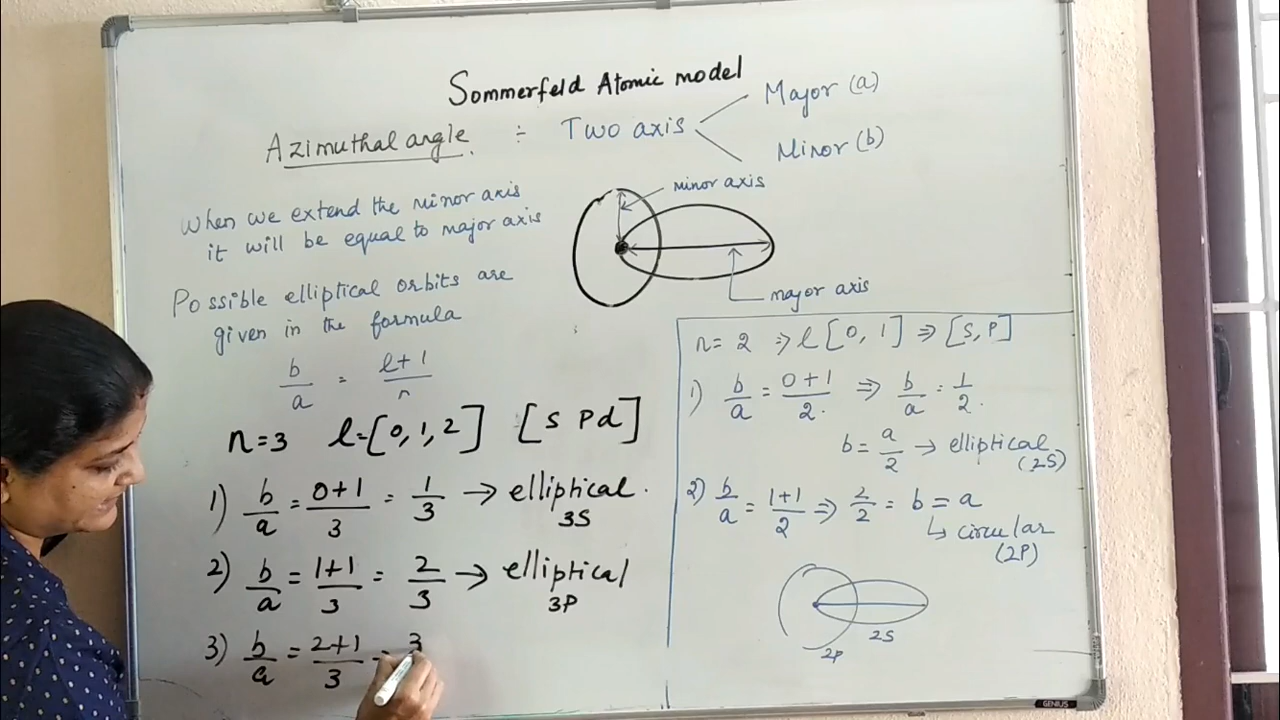 Sommerfeld Atomic model
Azimuthal angle ÷ Two axis
Major (a)
Minor (b)
When we extend the minor axis
it will be equal to major axis
Possible elliptical orbits are
given in the formula
b/a = l+1/n
minor axis
major axis
n=3 l=[0,1,2] [S P d]
1) b/a = 0+1/3 = 1/3 → elliptical.
3S
2) b/a = 1+1/3 = 2/3 → elliptical
3P
3) b/a = 2+1/3 = 3
n= 2 ⇒ l [0, 1] ⇒ [S, P]
1) b/a = 0+1/2. ⇒ b/a = 1/2.
b = a/2 → elliptical
(2S)
2) b/a = 1+1/2 ⇒ 2/2 = b = a
↳ circular
(2P)
2S
2P
GENIUS